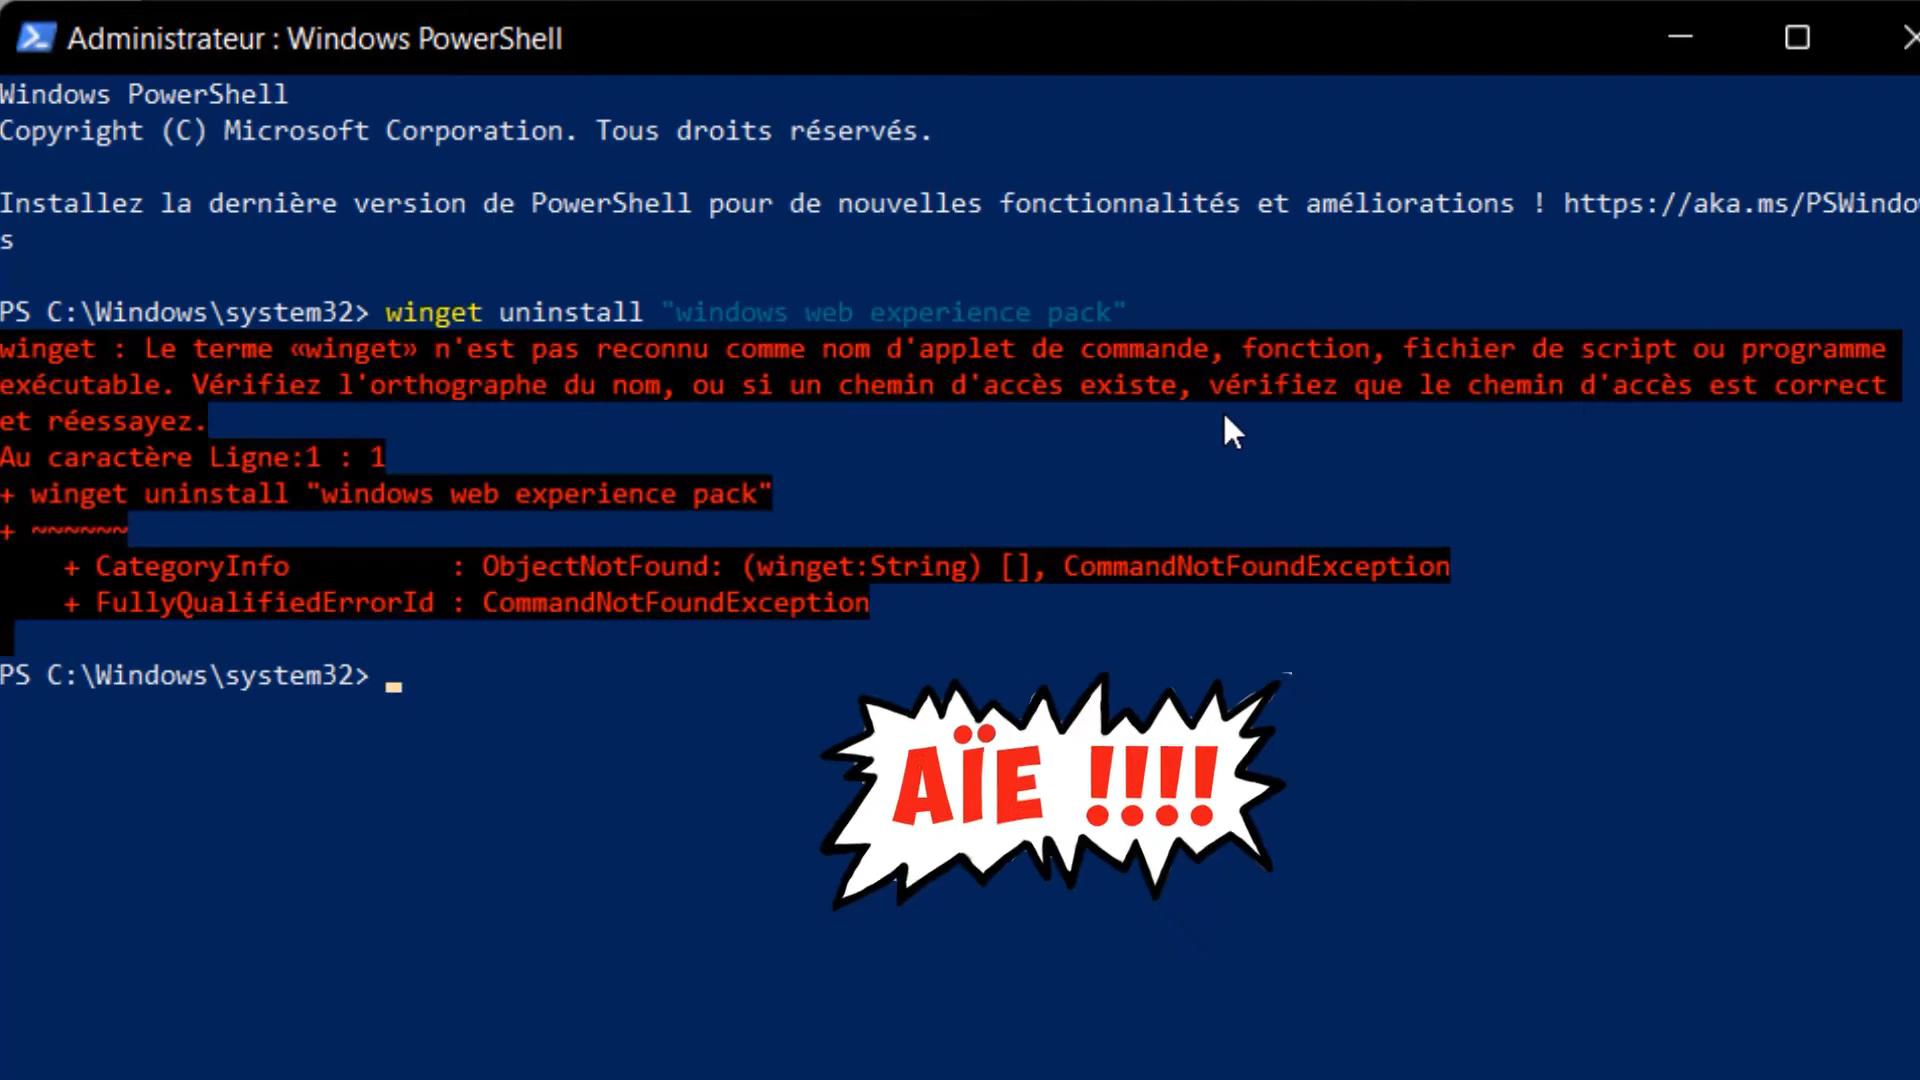 Administrateur : Windows PowerShell
Windows PowerShell
Copyright (C) Microsoft Corporation. Tous droits réservés.
Installez la dernière version de PowerShell pour de nouvelles fonctionnalités et améliorations ! https://aka.ms/PSWindow
s
PS C:\Windows\system32> winget uninstall "windows web experience pack"
winget : Le terme «winget» n'est pas reconnu comme nom d'applet de commande, fonction, fichier de script ou programme
exécutable. Vérifiez l'orthographe du nom, ou si un chemin d'accès existe, vérifiez que le chemin d'accès est correct
et réessayez.
Au caractère Ligne:1 : 1
+ winget uninstall "windows web experience pack"
+ ~~~~~~
+ CategoryInfo : ObjectNotFound: (winget:String) [], CommandNotFoundException
+ FullyQualifiedErrorId : CommandNotFoundException
PS C:\Windows\system32>
AÏE !!!!